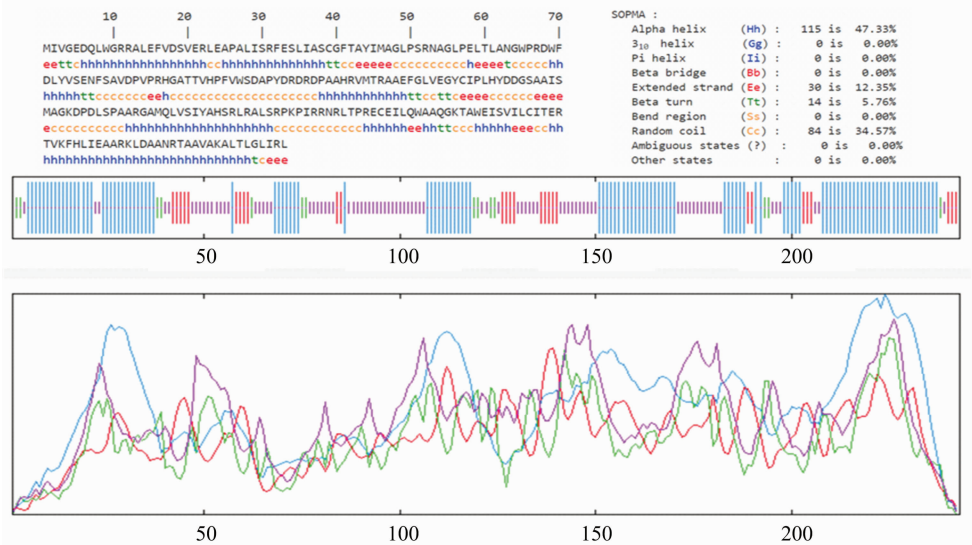 10 20 30 40 50 60 70
| | | | | | |
MIVGEDQLWGRRALEFVDSVERLEAPALISRFESLIASCGFTAYIMAGLPSRNAGLPELTLANGWPRDWF
eettchhhhhhhhhhhhhhhhhcchhhhhhhhhhhhhhttcceeeeeccccccccccheeeetccccchh
DLYVSENFSAVDPVPRHGATTVHPFVWSDAPYDRDRDPAAHRVMTRAAEFGLVEGYCIPLHYDDGSAAIS
hhhhhttccccccceehcccccccccccccccccccchhhhhhhhhhhhttccttceeeecccccceeee
MAGKDPDLSPAARGAMQLVSIYAHSRLRALSRPKPIRRNRLTPRECEILQWAAQGKTAWEISVILCITER
ecccccccccchhhhhhhhhhhhhhhhhhhhcccccccccccchhhhhheehhttccchhhhheeecchh
TVKFHLIEAARKLDAANRTAAVAKALTLGLIRL
hhhhhhhhhhhhhhhhhhhhhhhhhhhhtceee
SOPMA :
Alpha helix (Hh) : 115 is 47.33%
3₁₀ helix (Gg) : 0 is 0.00%
Pi helix (Ii) : 0 is 0.00%
Beta bridge (Bb) : 0 is 0.00%
Extended strand (Ee) : 30 is 12.35%
Beta turn (Tt) : 14 is 5.76%
Bend region (Ss) : 0 is 0.00%
Random coil (Cc) : 84 is 34.57%
Ambiguous states (?) : 0 is 0.00%
Other states : 0 is 0.00%
50 100 150 200
50 100 150 200